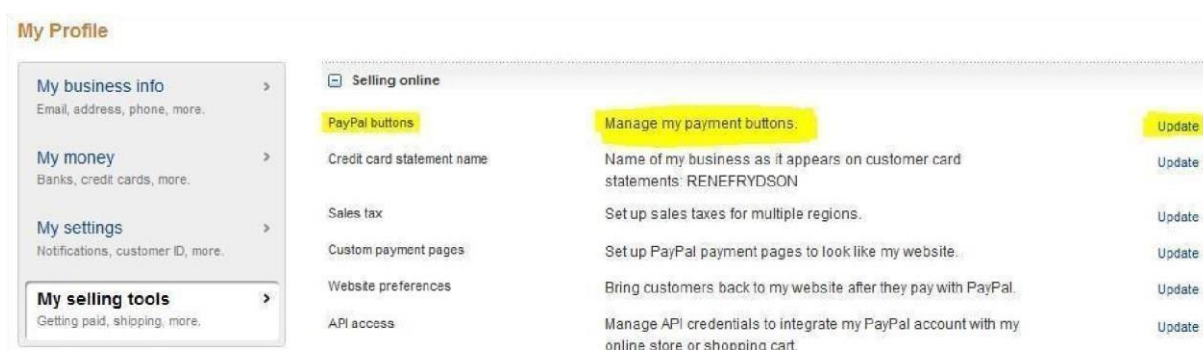 My Profile
My business info >
Email, address, phone, more.
My money >
Banks, credit cards, more.
My settings >
Notifications, customer ID, more.
My selling tools >
Getting paid, shipping, more.
Selling online
PayPal buttons Manage my payment buttons. Update
Credit card statement name Name of my business as it appears on customer card Update
statements: RENEFRYDSON
Sales tax Set up sales taxes for multiple regions. Update
Custom payment pages Set up PayPal payment pages to look like my website. Update
Website preferences Bring customers back to my website after they pay with PayPal. Update
API access Manage API credentials to integrate my PayPal account with my Update
online store or shopping cart.